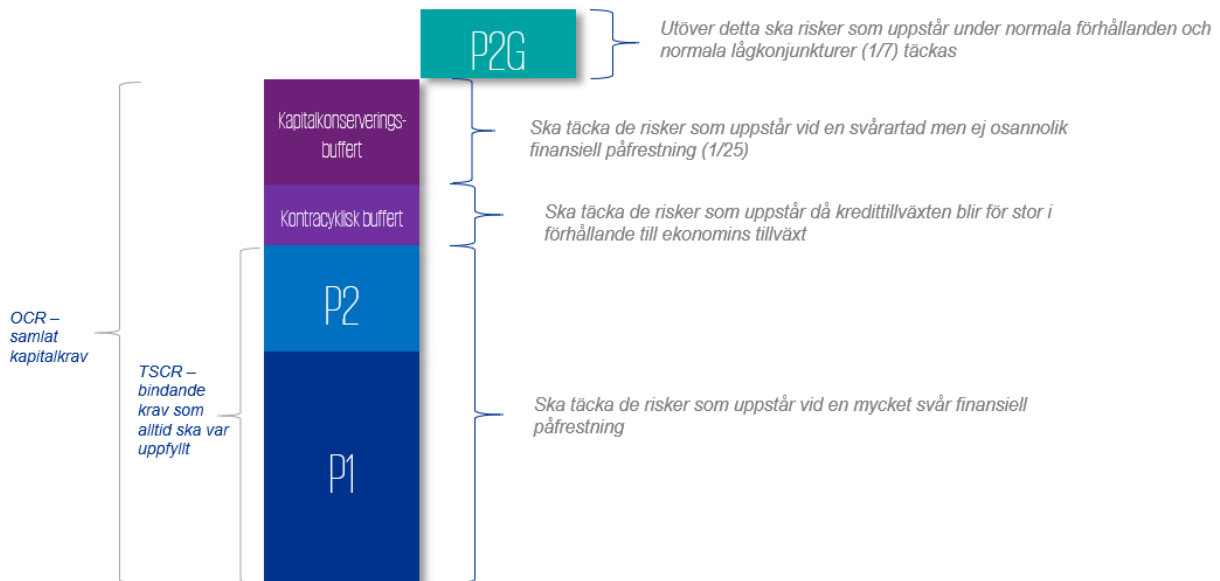 P2G
Utöver detta ska risker som uppstår under normala förhållanden och
normala lågkonjunkturer (1/7) täckas
Kapitalkonserverings-
buffert
Ska täcka de risker som uppstår vid en svårartad men ej osannolik
finansiell påfrestning (1/25)
Kontracyklisk buffert
Ska täcka de risker som uppstår då kredittillväxten blir för stor i
förhållande till ekonomins tillväxt
P2
OCR –
samlat
kapitalkrav
TSCR –
bindande
krav som
alltid ska var
uppfyllt
P1
Ska täcka de risker som uppstår vid en mycket svår finansiell
påfrestning